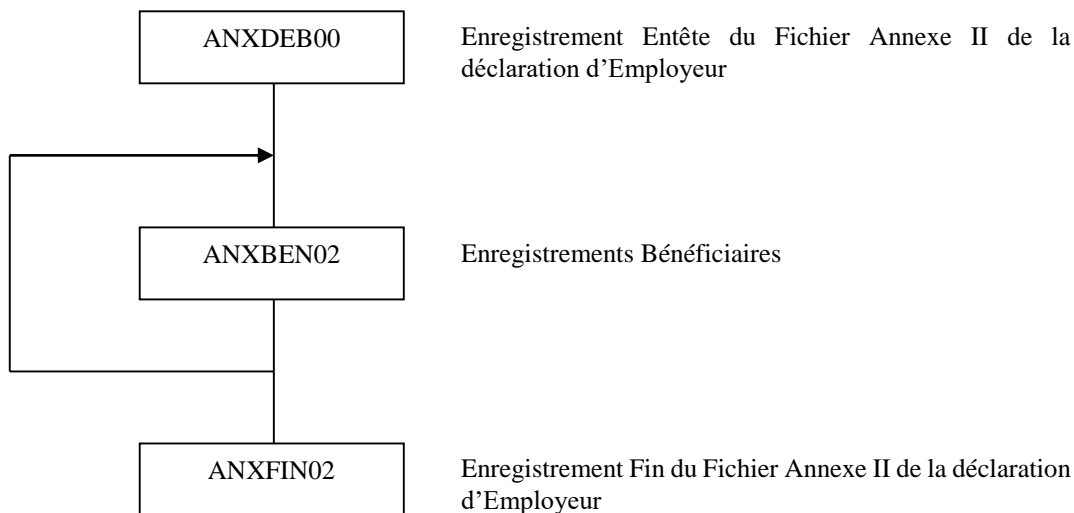 ANXDEB00
Enregistrement Entête du Fichier Annexe II de la
déclaration d’Employeur
ANXBEN02
Enregistrements Bénéficiaires
ANXFIN02
Enregistrement Fin du Fichier Annexe II de la déclaration
d’Employeur